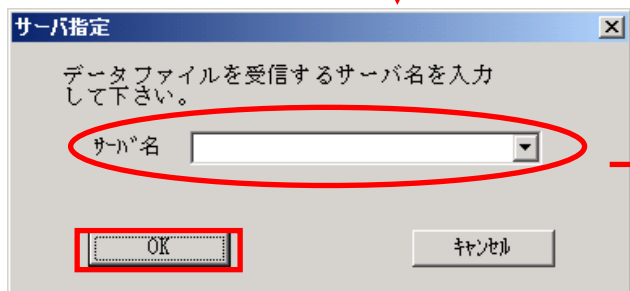 サーバ指定
データファイルを受信するサーバ名を入力
して下さい。
ｻｰﾊﾞ名
OK
ｷｬﾝｾﾙ